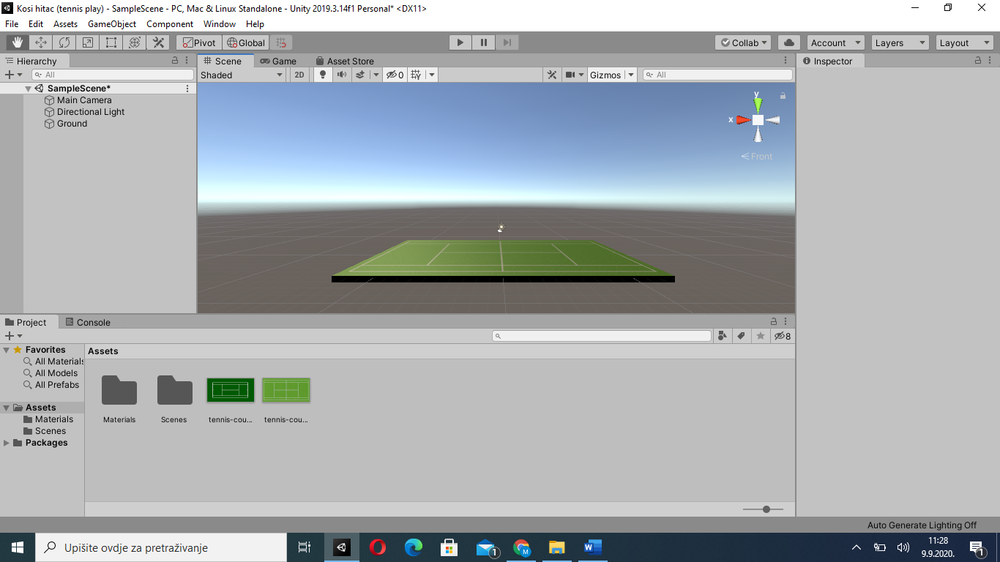 Kosi hitac (tennis play) - SampleScene - PC, Mac & Linux Standalone - Unity 2019.3.14f1 Personal* <DX11>
File Edit Assets GameObject Component Window Help
Pivot Global Collab Account Layers Layout
Hierarchy
All
SampleScene*
Main Camera
Directional Light
Ground
Scene Game Asset Store
Shaded 2D 0 Gizmos All
y
x
Front
Inspector
Project Console
8
Favorites
All Materials
All Models
All Prefabs
Assets
Materials
Scenes
Packages
Assets
Materials Scenes tennis-cou... tennis-cou...
Auto Generate Lighting Off
Upišite ovdje za pretraživanje
1
M
W
11:28
9.9.2020.
1